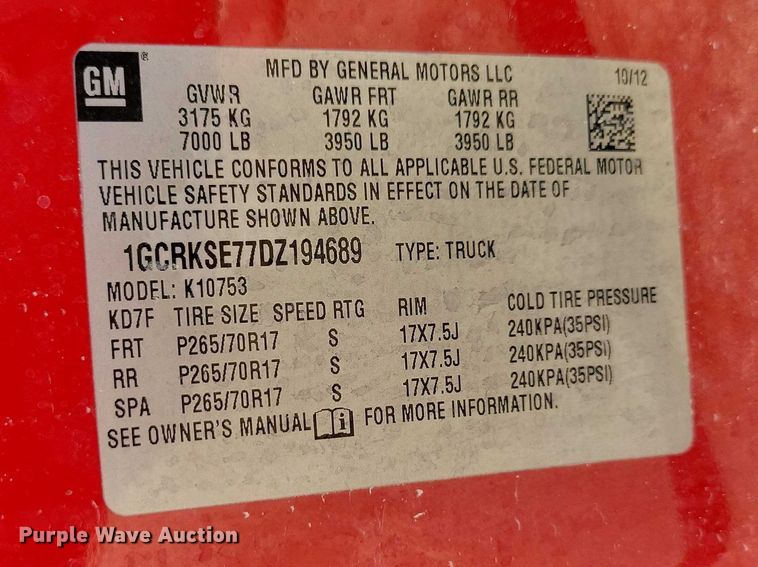 GM
MFD BY GENERAL MOTORS LLC 10/12
GVWR GAWR FRT GAWR RR
3175 KG 1792 KG 1792 KG
7000 LB 3950 LB 3950 LB
THIS VEHICLE CONFORMS TO ALL APPLICABLE U.S. FEDERAL MOTOR
VEHICLE SAFETY STANDARDS IN EFFECT ON THE DATE OF
MANUFACTURE SHOWN ABOVE.
1GCRKSE77DZ194689 TYPE: TRUCK
MODEL: K10753
KD7F TIRE SIZE SPEED RTG RIM COLD TIRE PRESSURE
FRT P265/70R17 S 17X7.5J 240KPA(35PSI)
RR P265/70R17 S 17X7.5J 240KPA(35PSI)
SPA P265/70R17 S 17X7.5J 240KPA(35PSI)
SEE OWNER'S MANUAL i FOR MORE INFORMATION.
Purple Wave Auction